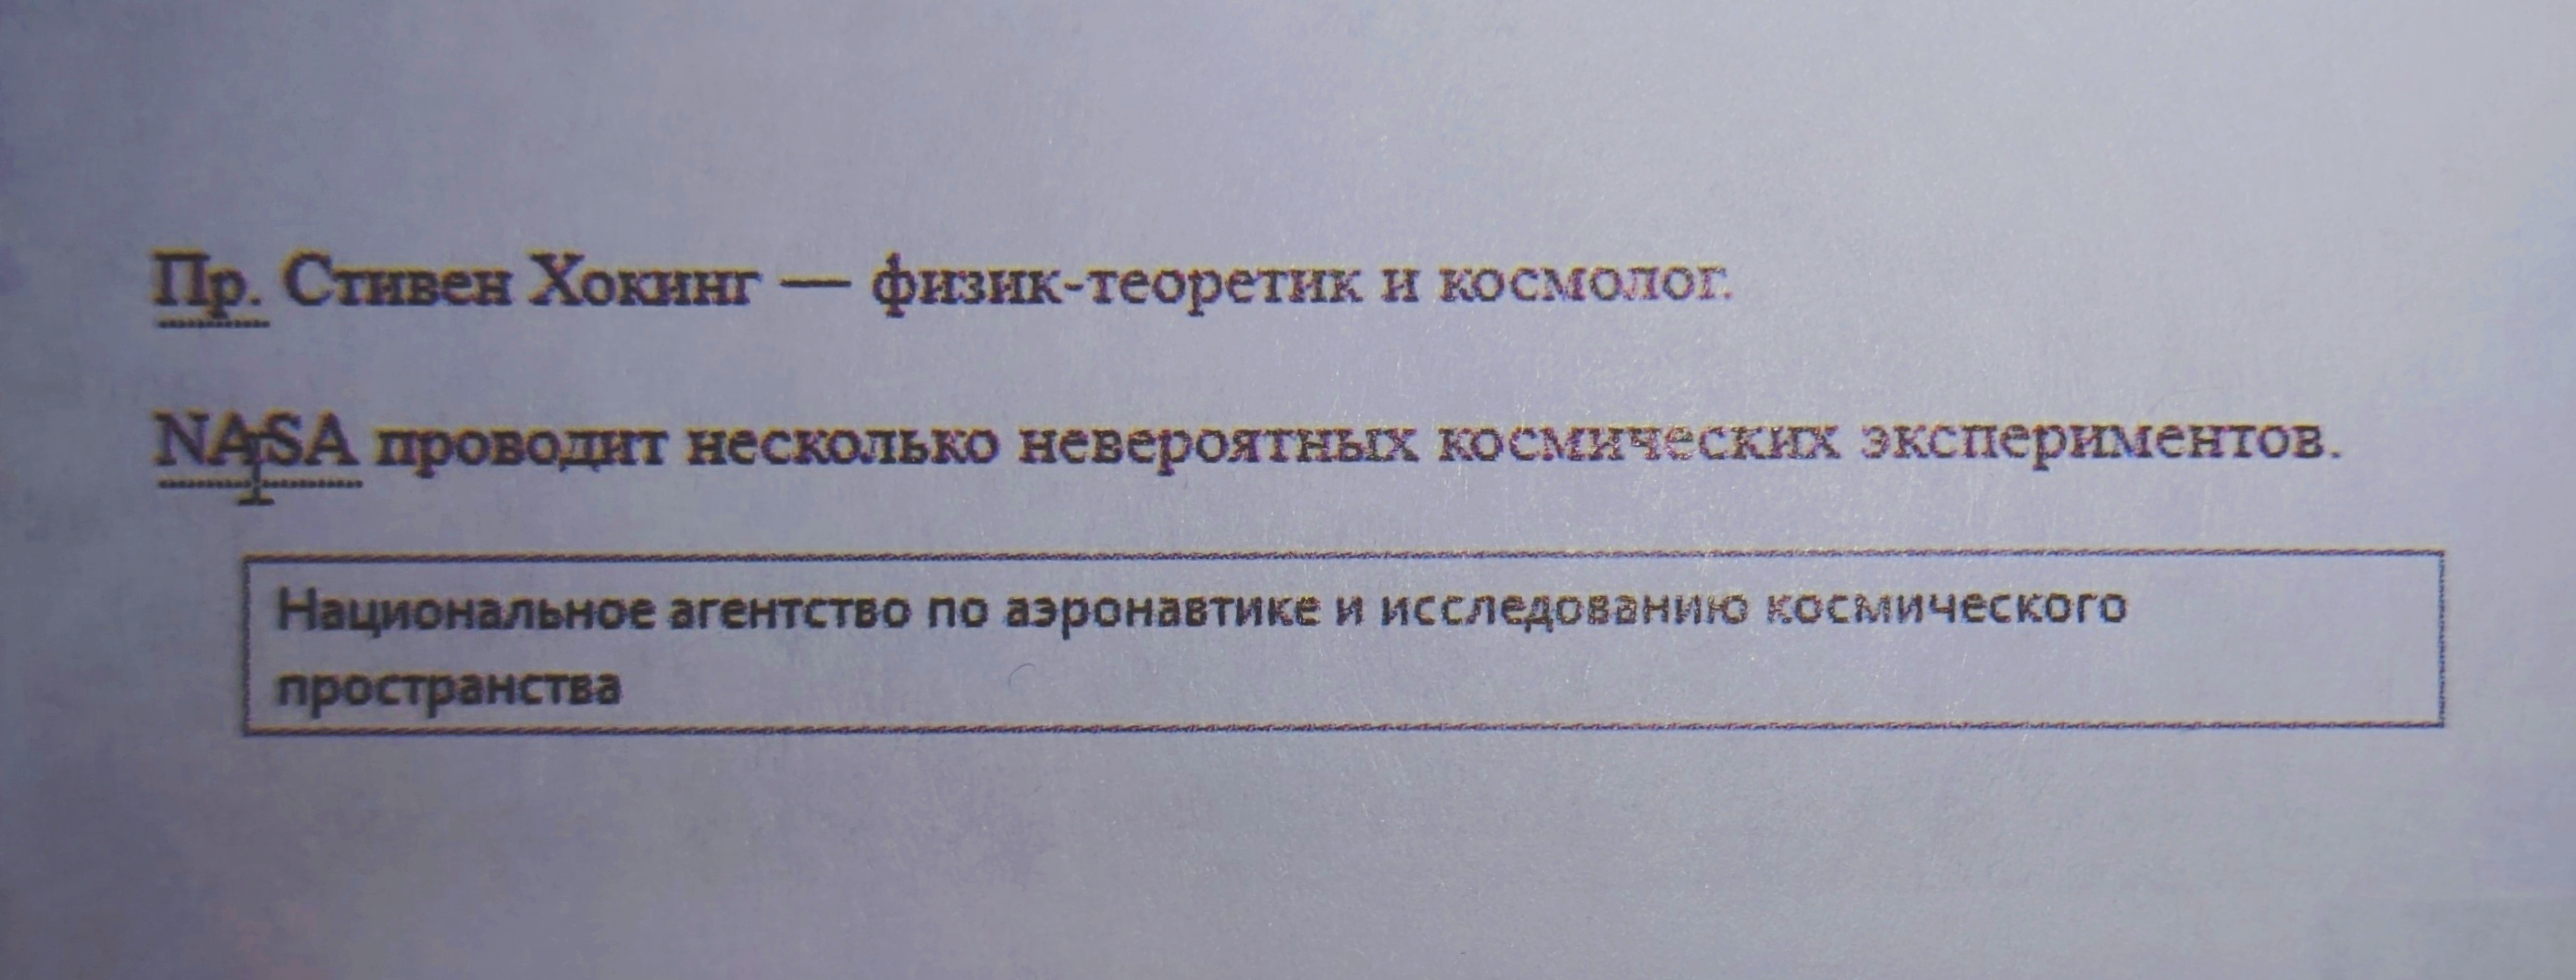 Пр. Стивен Хокинг — физик-теоретик и космолог.
NASA проводит несколько невероятных космических экспериментов.
Национальное агентство по аэронавтике и исследованию космического
пространства